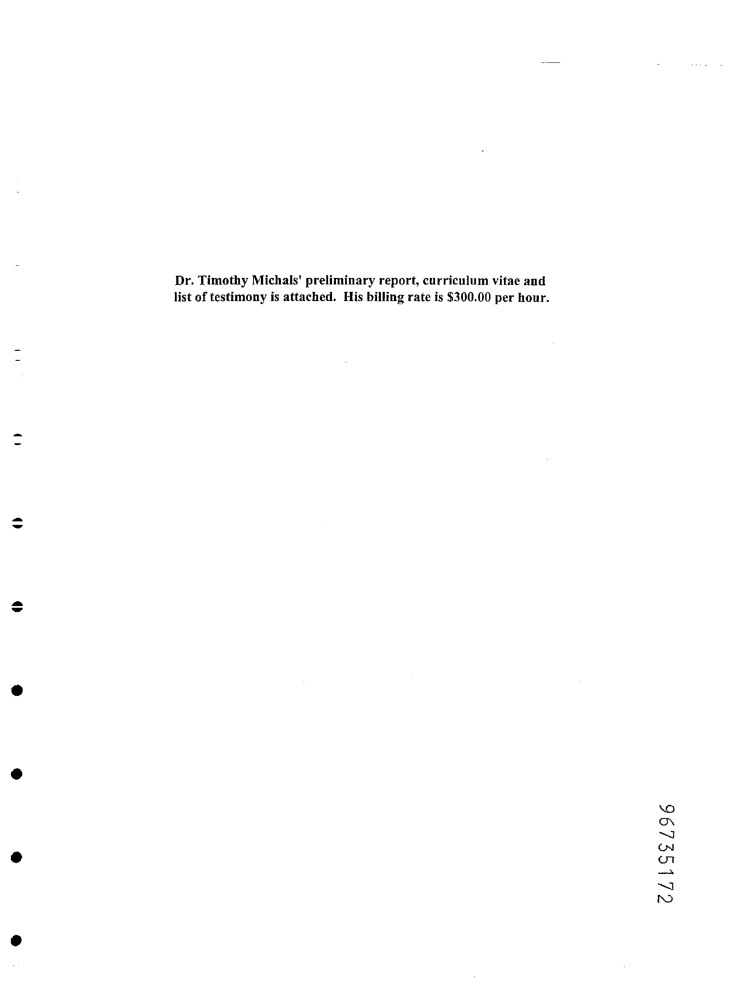 Dr. Timothy Michals' preliminary report, curriculum vitae and
list of testimony is attached. His billing rate is $300.00 per hour.
96735172